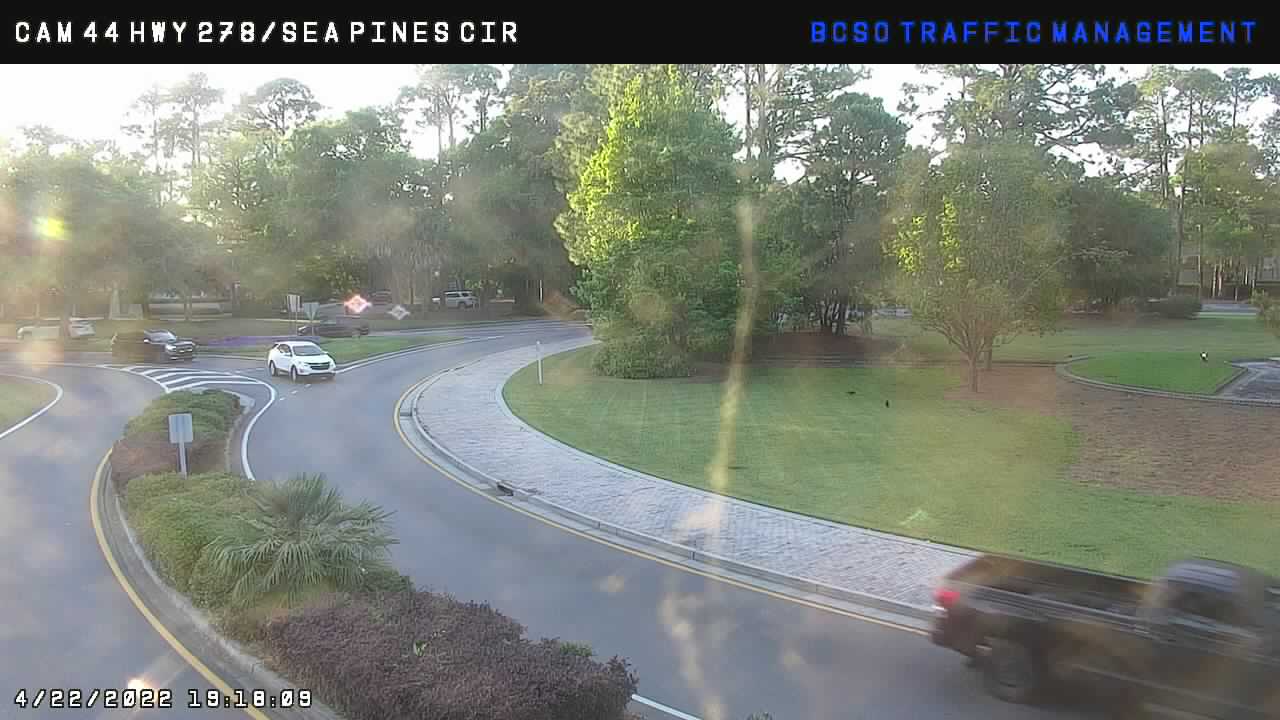 CAM 44 HWY 278/SEA PINES CIR
BCSO TRAFFIC MANAGEMENT
4/22/2022 19:18:09